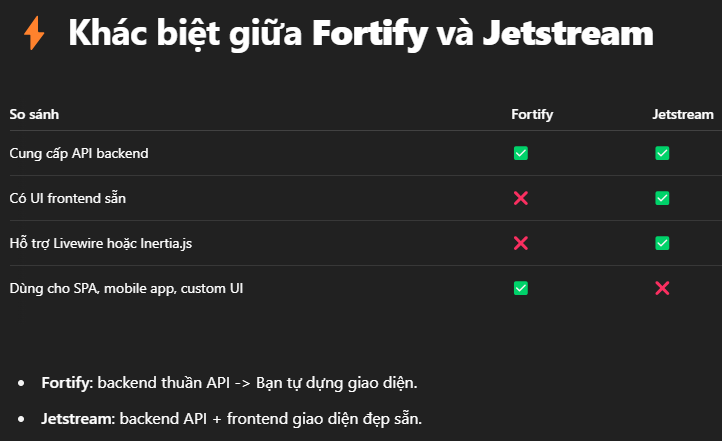 ⚡ Khác biệt giữa Fortify và Jetstream
So sánh Fortify Jetstream
Cung cấp API backend ✅ ✅
Có UI frontend sẵn ❌ ✅
Hỗ trợ Livewire hoặc Inertia.js ❌ ✅
Dùng cho SPA, mobile app, custom UI ✅ ❌
• Fortify: backend thuần API -> Bạn tự dựng giao diện.
• Jetstream: backend API + frontend giao diện đẹp sẵn.